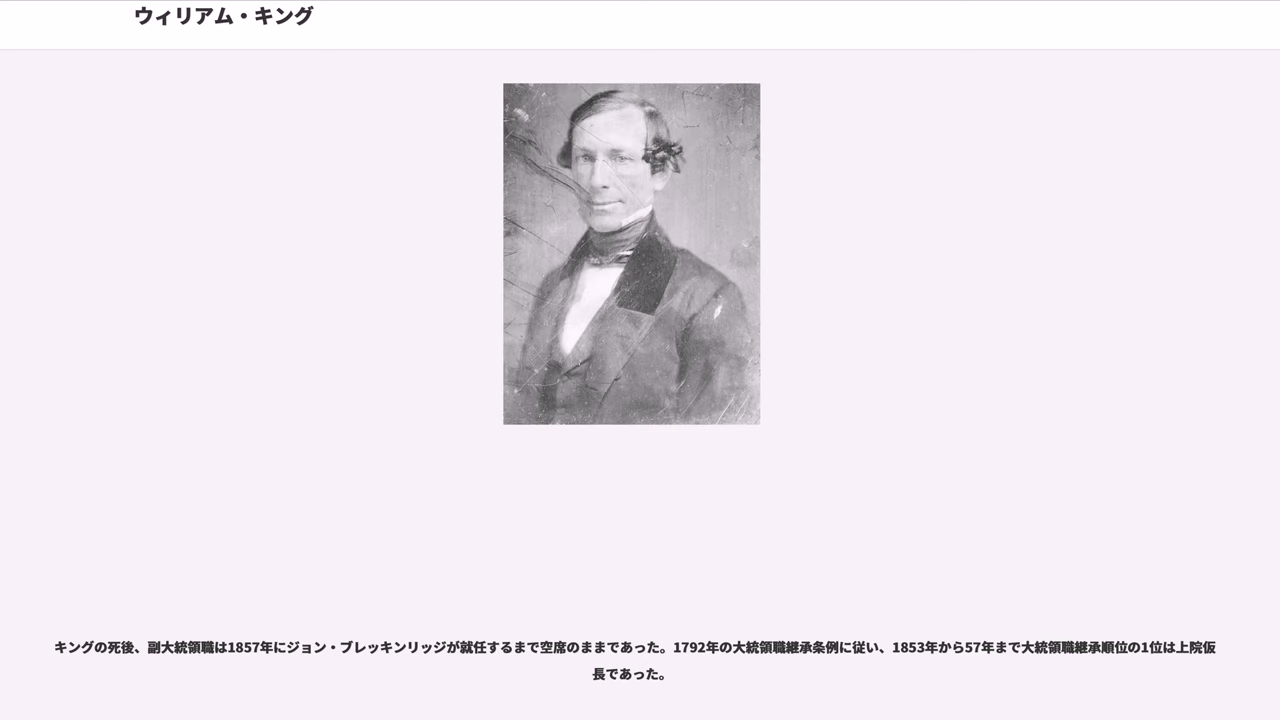 ウィリアム・キング
キングの死後、副大統領職は1857年にジョン・ブレッキンリッジが就任するまで空席のままであった。1792年の大統領職継承条例に従い、1853年から57年まで大統領職継承順位の1位は上院仮
長であった。